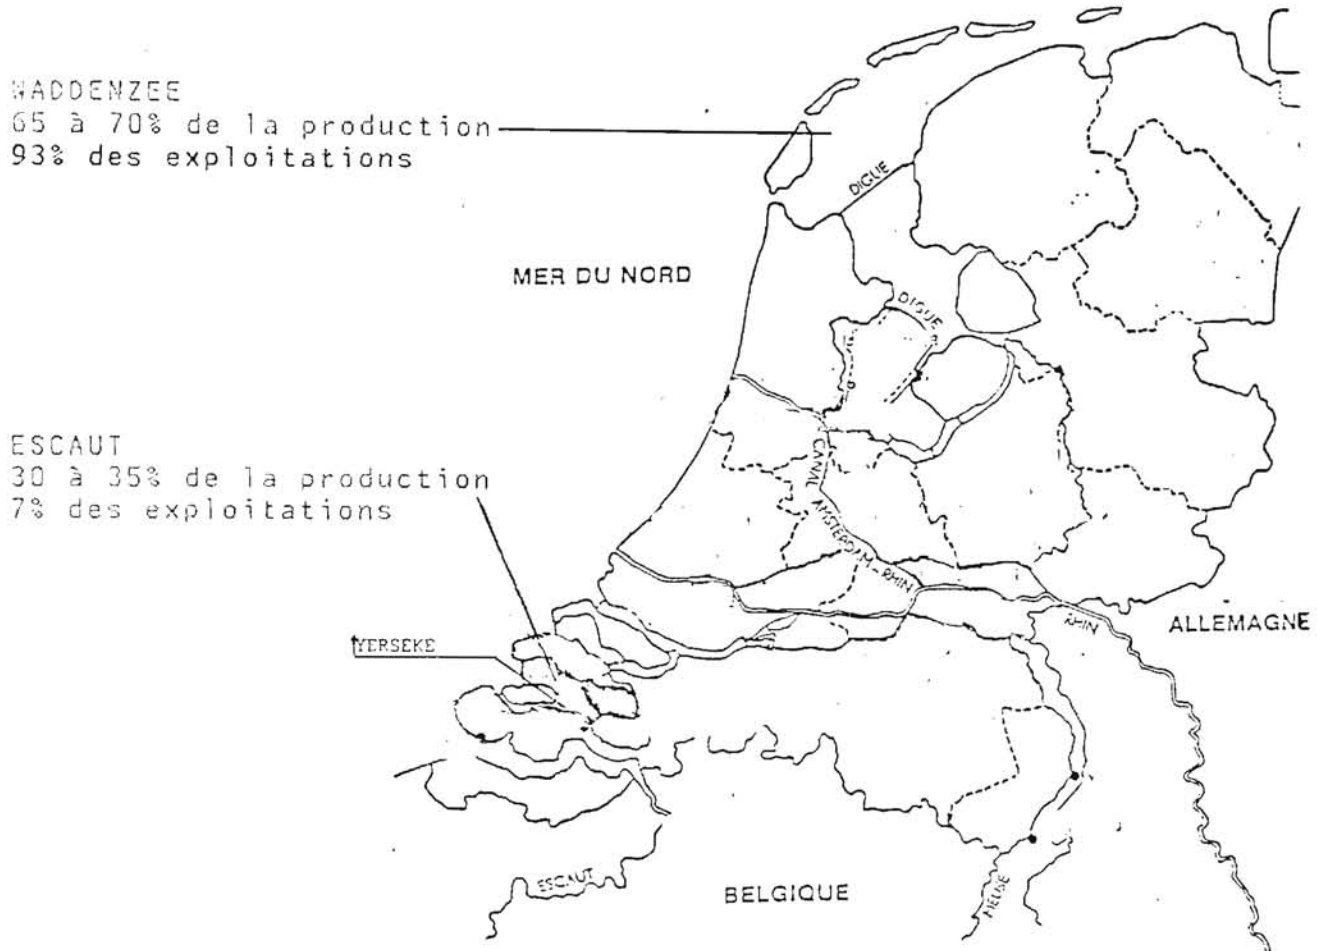 WADDENZEE
65 à 70% de la production
93% des exploitations
DIGUE
MER DU NORD
DIGUE
ESCAUT
30 à 35% de la production
7% des exploitations
CANAL AMSTERDAM-RHIN
RHIN
ALLEMAGNE
YERSEKE
ESCAUT
BELGIQUE
MEUSE